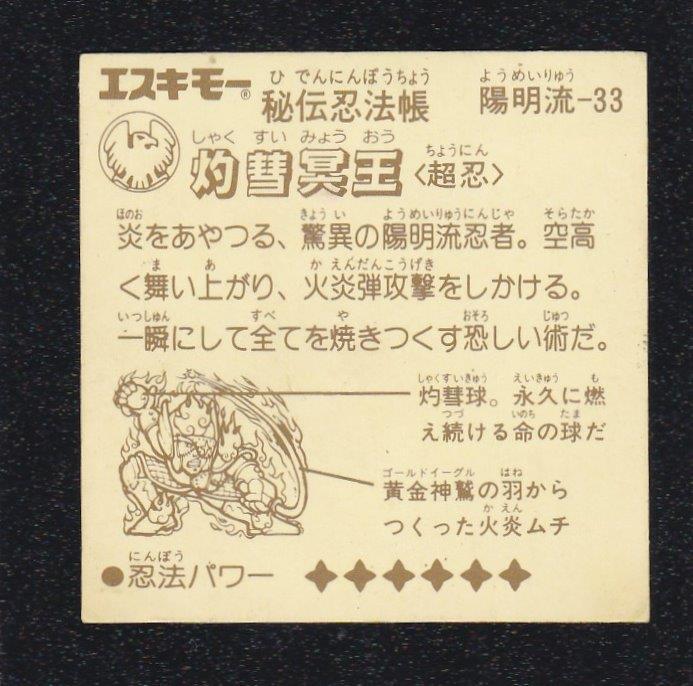 エスキモー®
ひでんにんぽうちょう ようめいりゅう
秘伝忍法帳 陽明流-33
しゃく すい みょう おう ちょうにん
灼彗冥王〈超忍〉
ほのお きょうい ようめいりゅうにんじゃ そらたか
炎をあやつる、驚異の陽明流忍者。空高
ま あ かえんだんこうげき
く舞い上がり、火炎弾攻撃をしかける。
いっしゅん すべ や おそろ じゅつ
一瞬にして全てを焼きつくす恐しい術だ。
しゃくすいきゅう えいきゅう も
灼彗球。永久に燃
つづ いのち たま
え続ける命の球だ
ゴールドイーグル はね
黄金神鷲の羽から
かえん
つくった火炎ムチ
にんぽう
●忍法パワー ✦✦✦✦✦✦